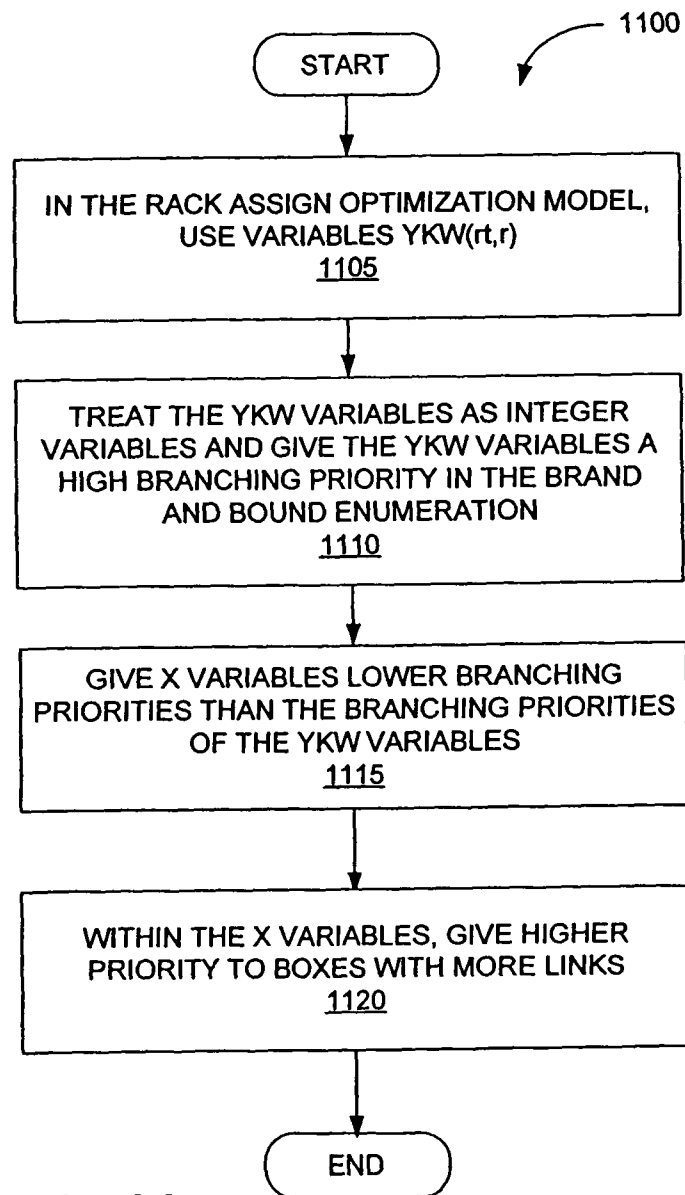 1100
START
IN THE RACK ASSIGN OPTIMIZATION MODEL,
USE VARIABLES YKW(rt,r)
1105
TREAT THE YKW VARIABLES AS INTEGER
VARIABLES AND GIVE THE YKW VARIABLES A
HIGH BRANCHING PRIORITY IN THE BRAND
AND BOUND ENUMERATION
1110
GIVE X VARIABLES LOWER BRANCHING
PRIORITIES THAN THE BRANCHING PRIORITIES
OF THE YKW VARIABLES
1115
WITHIN THE X VARIABLES, GIVE HIGHER
PRIORITY TO BOXES WITH MORE LINKS
1120
END